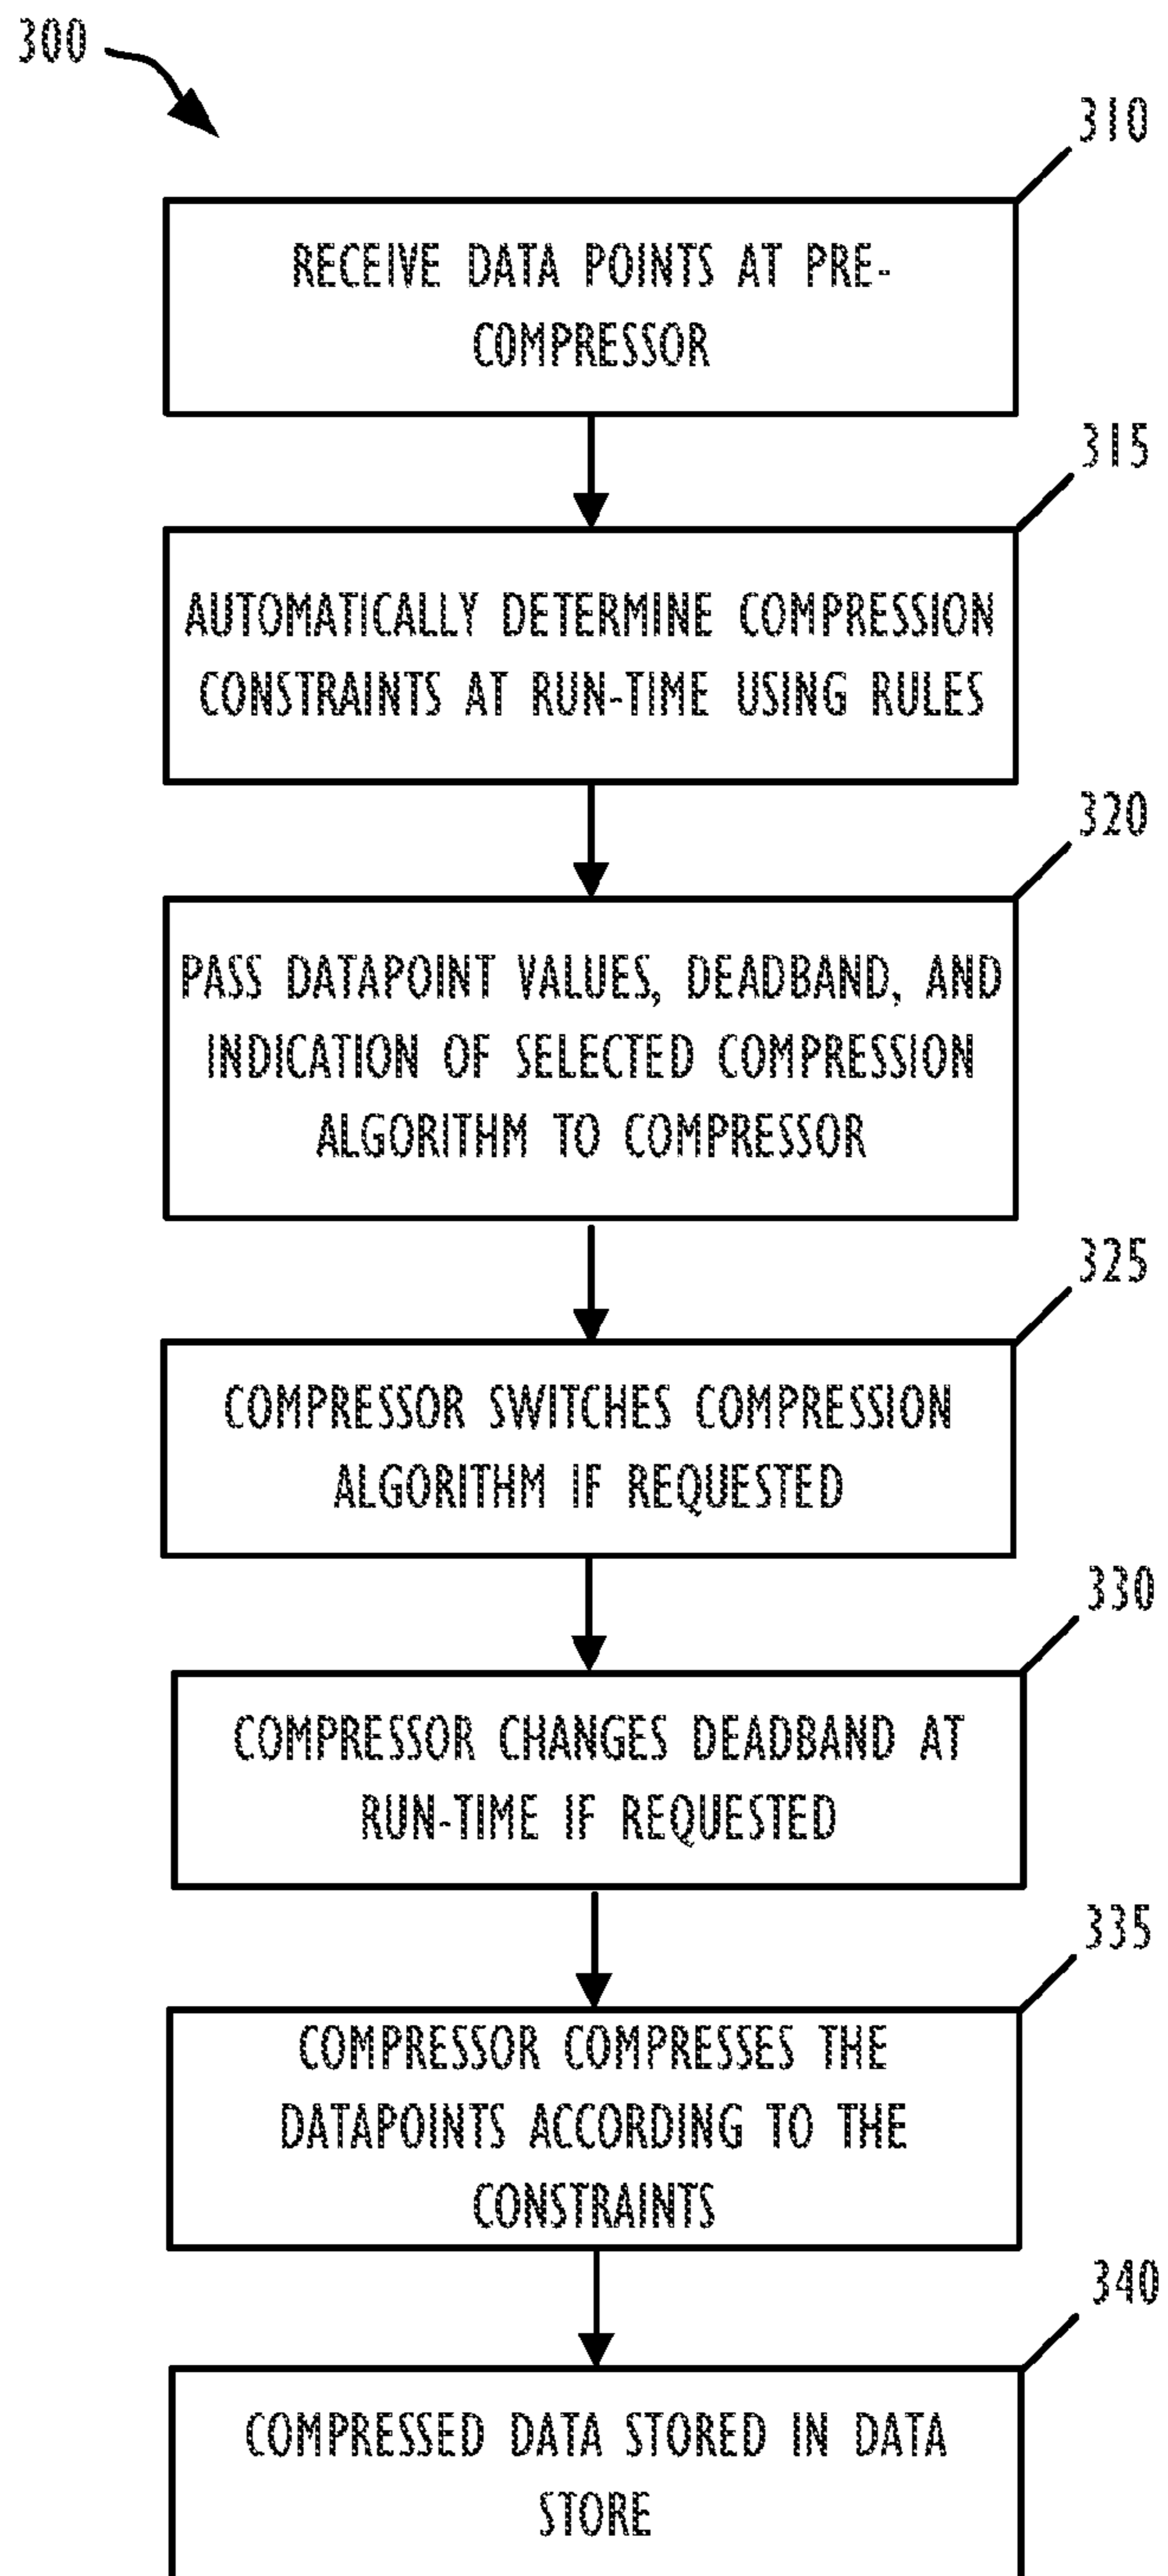 300
310
RECEIVE DATA POINTS AT PRE-
COMPRESSOR
315
AUTOMATICALLY DETERMINE COMPRESSION
CONSTRAINTS AT RUN-TIME USING RULES
320
PASS DATAPOINT VALUES, DEADBAND, AND
INDICATION OF SELECTED COMPRESSION
ALGORITHM TO COMPRESSOR
325
COMPRESSOR SWITCHES COMPRESSION
ALGORITHM IF REQUESTED
330
COMPRESSOR CHANGES DEADBAND AT
RUN-TIME IF REQUESTED
335
COMPRESSOR COMPRESSES THE
DATAPOINTS ACCORDING TO THE
CONSTRAINTS
340
COMPRESSED DATA STORED IN DATA
STORE